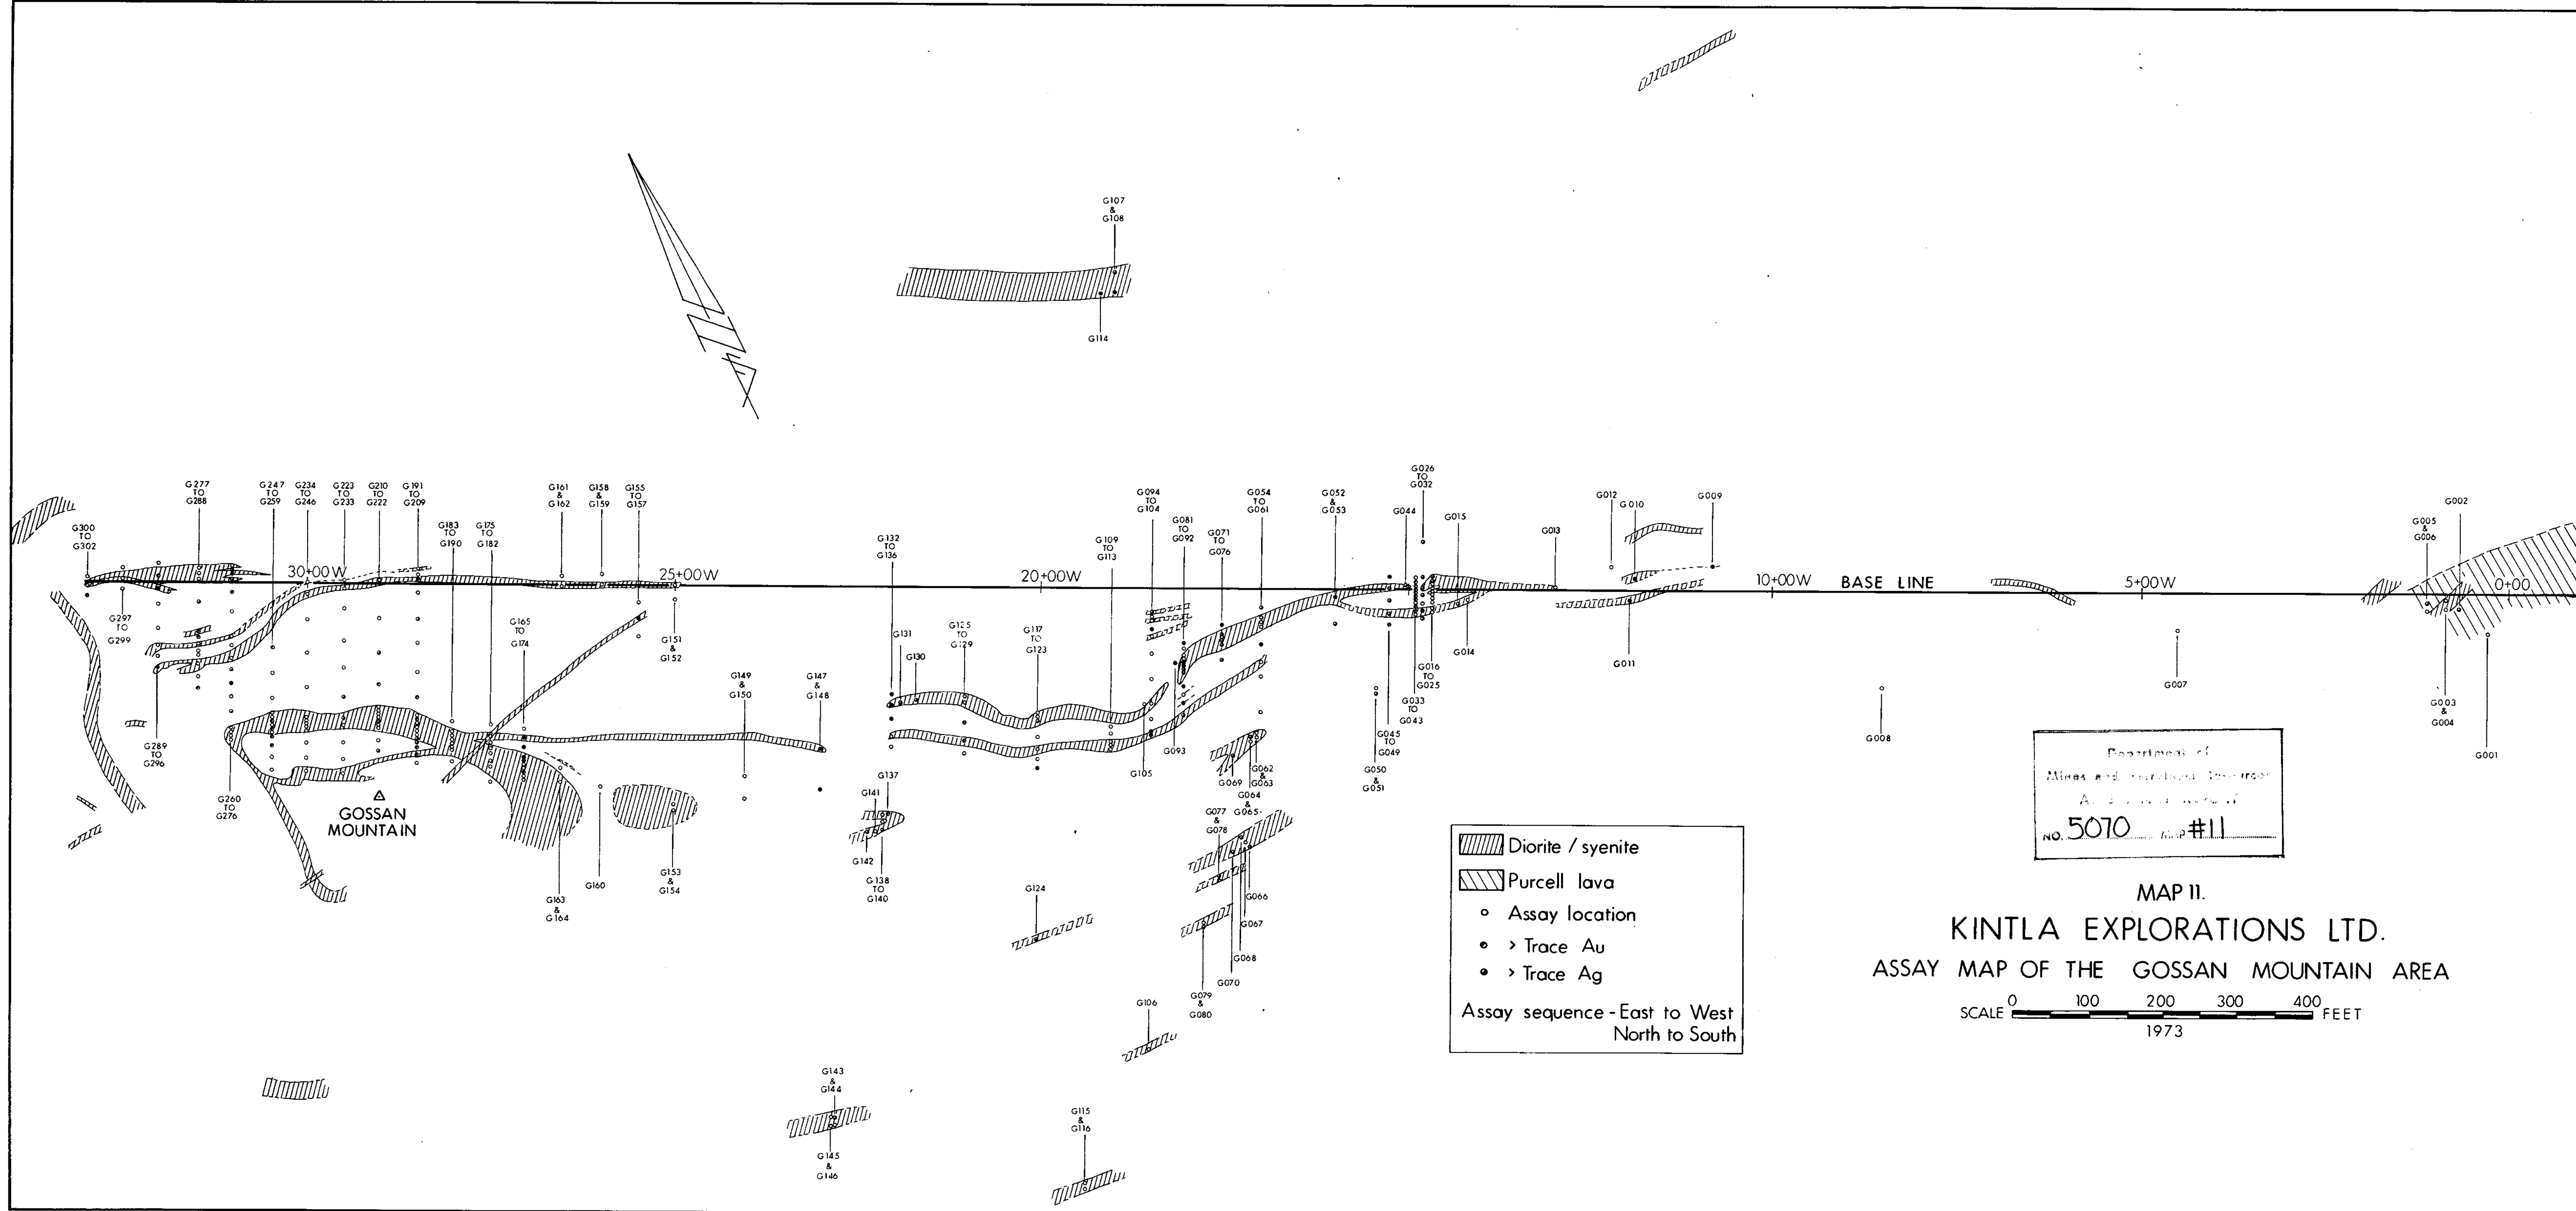 G107
&
G108
G114
G277
TO
G288
G247
TO
G259
G234
TO
G246
G223
TO
G233
G210
TO
G222
G191
TO
G209
G183
TO
G190
G175
TO
G182
G161
&
G162
G158
&
G159
G155
TO
G157
G300
TO
G302
G132
TO
G136
G109
TO
G113
G094
TO
G104
G081
TO
G092
G071
TO
G076
G054
TO
G061
G052
&
G053
G044
G026
TO
G032
G015
G013
G012
G010
G009
G005
&
G006
G002
30+00W
25+00W
20+00W
10+00W
BASE LINE
5+00W
0+00
G297
TO
G299
G165
TO
G174
G151
&
G152
G131
G130
G125
TO
G129
G117
TO
G123
G149
&
G150
G147
&
G148
G289
TO
G296
G260
TO
G276
GOSSAN
MOUNTAIN
G163
&
G164
G160
G153
&
G154
G141
G137
G142
G138
TO
G140
G124
G105
G093
G069
G062
&
G063
G064
&
G065
G077
&
G078
G066
G067
G068
G070
G079
&
G080
G106
G050
&
G051
G045
TO
G049
G033
TO
G043
G016
TO
G025
G014
G011
G008
G007
G003
&
G004
G001
G143
&
G144
G145
&
G146
G115
&
G116
Diorite / syenite
Purcell lava
Assay location
> Trace Au
> Trace Ag
Assay sequence - East to West
North to South
Department of
Mines and
NO. 5070 MAP #11
MAP 11.
KINTLA EXPLORATIONS LTD.
ASSAY MAP OF THE GOSSAN MOUNTAIN AREA
SCALE 0 100 200 300 400 FEET
1973